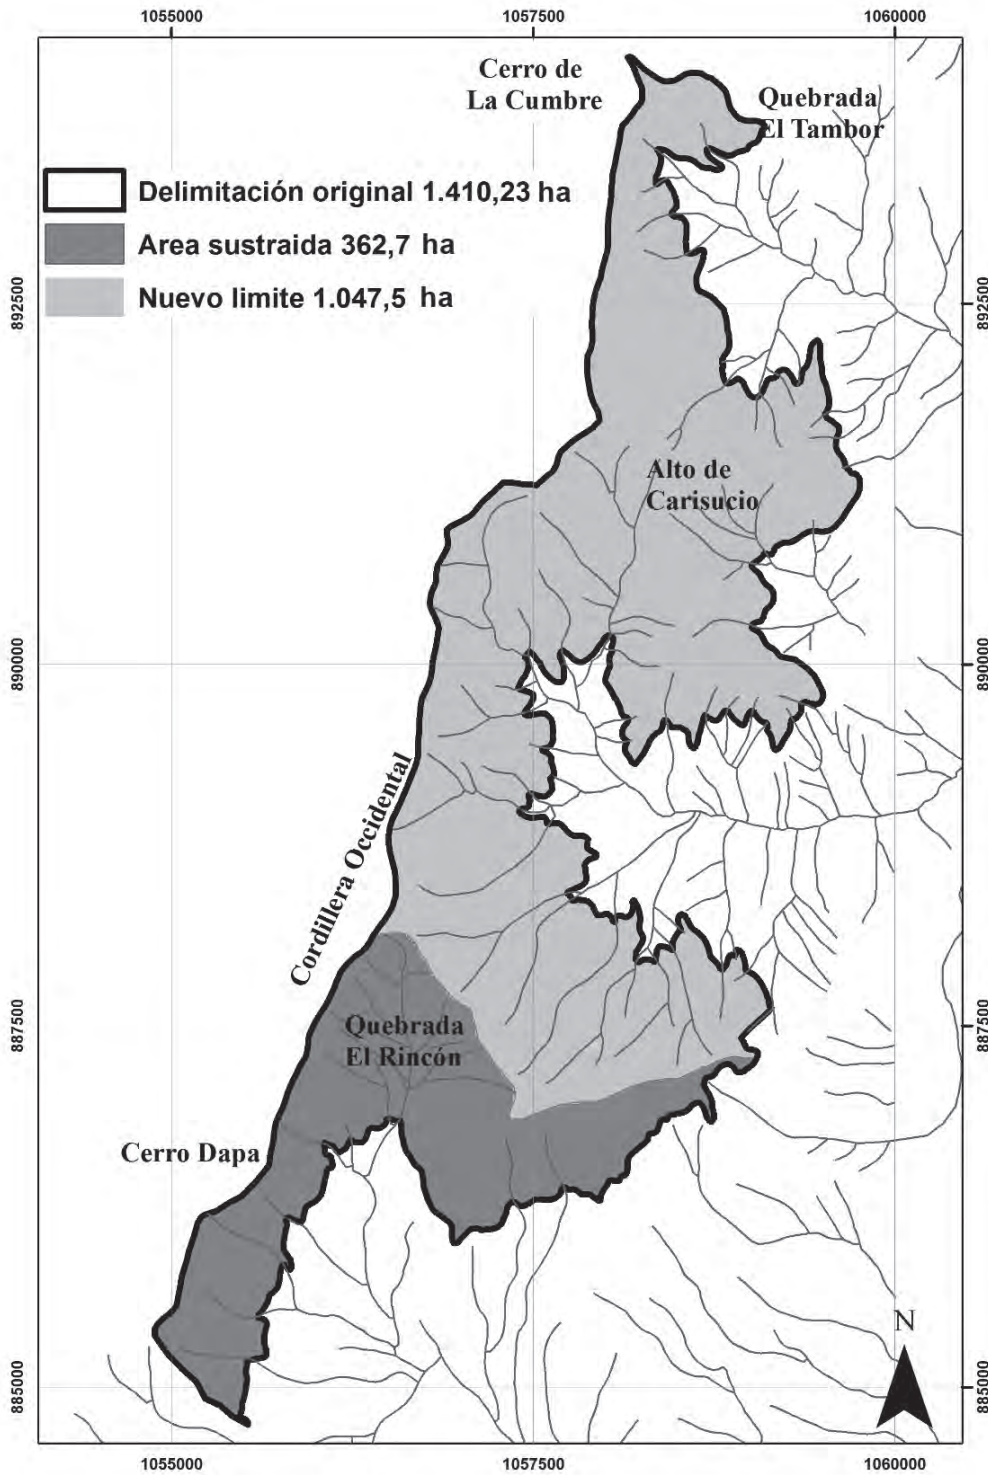 1055000
1057500
1060000
Cerro de
La Cumbre
Quebrada
El Tambor
Delimitación original 1.410,23 ha
Area sustraida 362,7 ha
Nuevo limite 1.047,5 ha
892500
892500
Alto de
Carisucio
890000
890000
Cordillera Occidental
887500
887500
Quebrada
El Rincón
Cerro Dapa
N
885000
885000
1055000
1057500
1060000